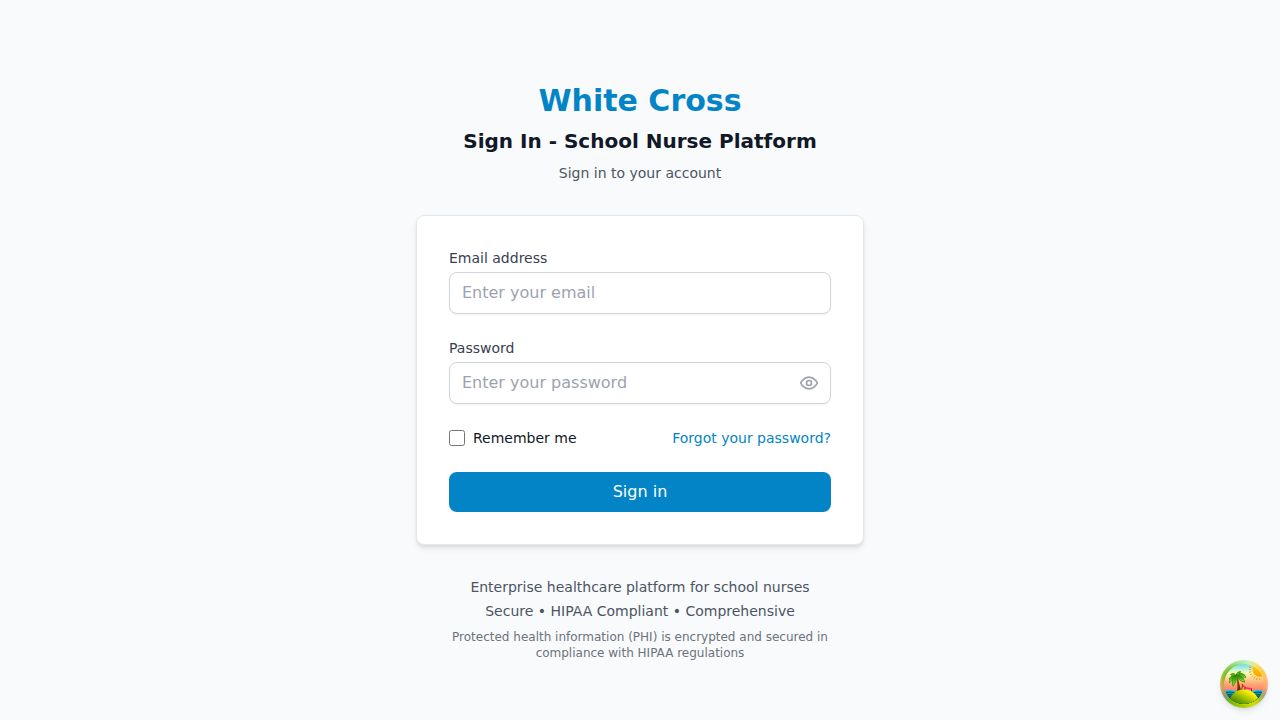 White Cross
Sign In - School Nurse Platform
Sign in to your account
Email address
Enter your email
Password
Enter your password
Remember me
Forgot your password?
Sign in
Enterprise healthcare platform for school nurses
Secure • HIPAA Compliant • Comprehensive
Protected health information (PHI) is encrypted and secured in
compliance with HIPAA regulations